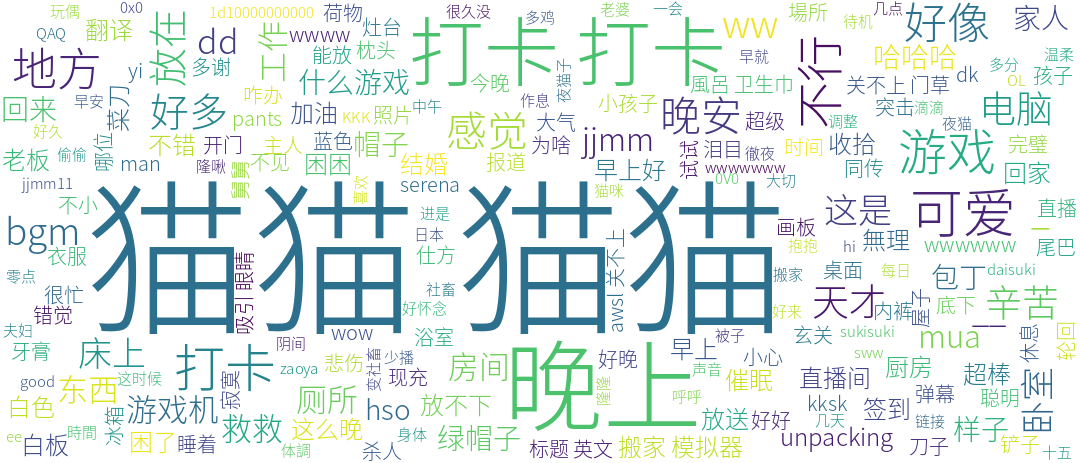 玩偶 0x0 1d10000000000 荷物 很久没 多鸡 老婆 一会 場所 几点
QAQ 翻译 放在 dd 工作 wwww 灶台 打卡 打卡 ww 早就 好像 待机 家人
地方 多谢 能放 枕头 夜猫子 哈哈哈 温柔
yi 什么游戏 今晚 不行 关不上 门草 dk 多分 孩子
回来 早安 菜刀 好多 咋办 加油 照片 中午 作息 小孩子 風呂 卫生巾 OL
好久 pants KKK 感觉 大气 晚安 超级 突击 滴滴 电脑
哪位 不错 开门 蓝色 帽子 为啥 jjmm 试试 泪目 徹夜 时间 调整 收拾 夜猫 游戏 完璧
老板 偷偷 man 隆啾 主人 困困 结婚 报道 早上好 wwwwwww 同传 回家
jjmm11 舅舅 不见 喜欢 serena 猫咪 0V0 大切
不小 猫猫 猫猫 这是 可爱 直播 一
bgm 进是 画板 hi 無理 wwwwww 尾巴
衣服 吸引 眼睛 日本 仕方 awsl 关不上 抱抱
零点 很忙 社畜 搬家 桌面 每日 包丁 daisuki
错觉 好怀念 好来 天才 内裤 屋子 底下 辛苦
夫妇 wow 阴间 浴室 被子 玄关 sukisuki 一一 mua 休息 轮回
牙膏 床上 打卡 zaoya 悲伤 变社畜 少播 房间 晚上 好晚 早上 小心 sww 厨房 超棒
good 这时候 现充 声音 催眠 直播间 卧室
白色 东西 游戏机 寂寞 厕所 hso 放不下 隆隆 呼呼 放送 好好 kksk 弹幕 聪明
冰箱 救救 这么晚 几天 签到 链接 样子
ee 白板 時間 困了 睡着 体調 杀人 身体 绿帽子 标题 英文 搬家 模拟器 unpacking 刀子 铲子 十五